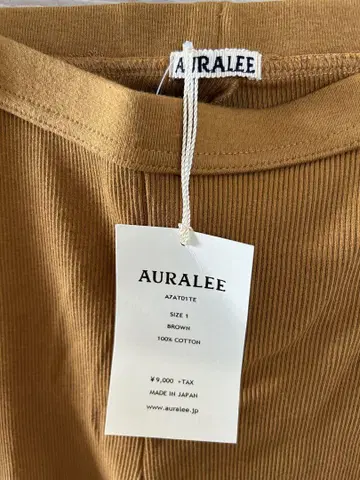 AURALEE
AURALEE
A7AT01TE
SIZE 1
BROWN
100% COTTON
¥9,000 +TAX
MADE IN JAPAN
www.auralee.jp